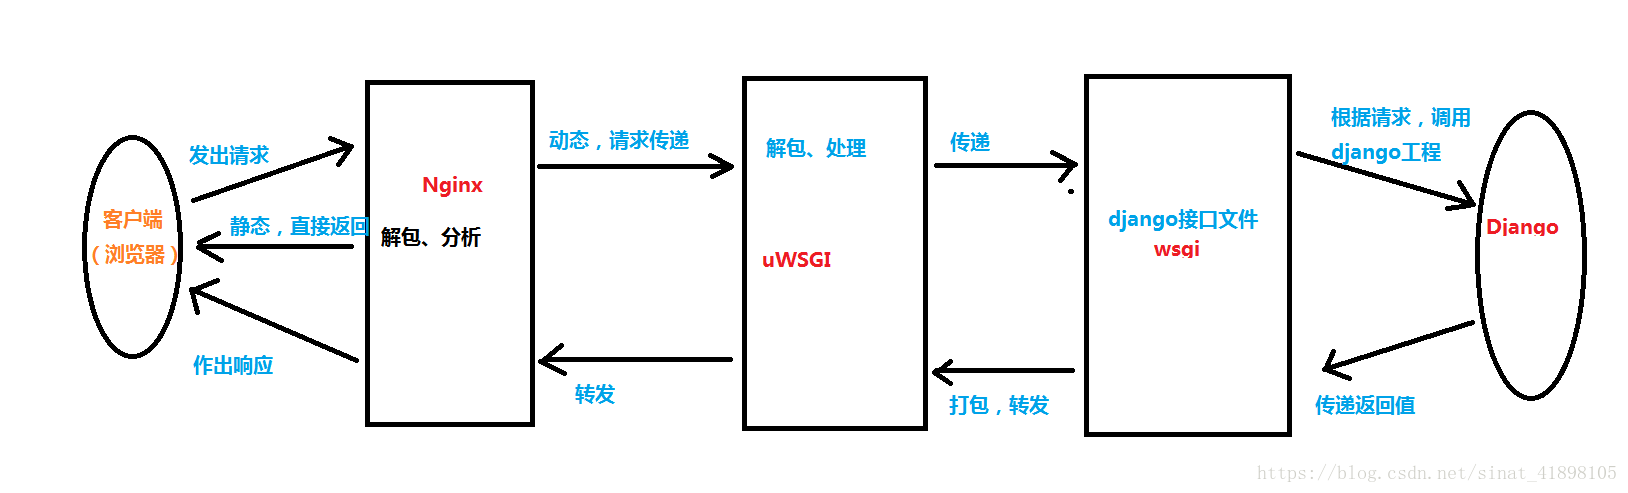 客户端
（浏览器）
发出请求
静态，直接返回
作出响应
Nginx
解包、分析
动态，请求传递
转发
解包、处理
uWSGI
传递
打包，转发
django接口文件
wsgi
根据请求，调用
django工程
传递返回值
Django
https://blog.csdn.net/sinat_41898105